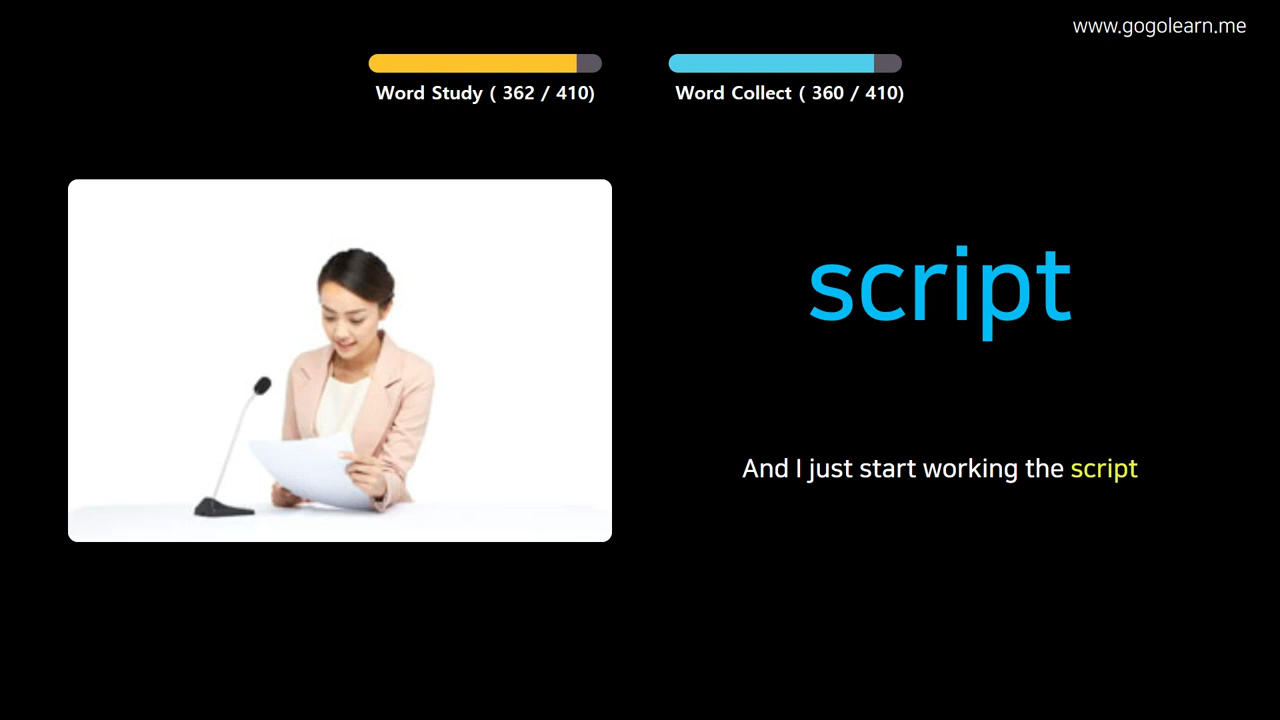 www.gogolearn.me
Word Study ( 362 / 410)
Word Collect ( 360 / 410)
script
And I just start working the script